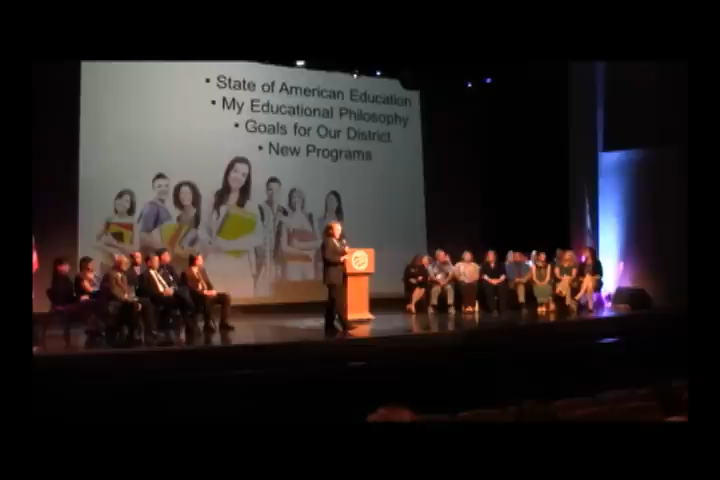 • State of American Education
• My Educational Philosophy
• Goals for Our District
• New Programs